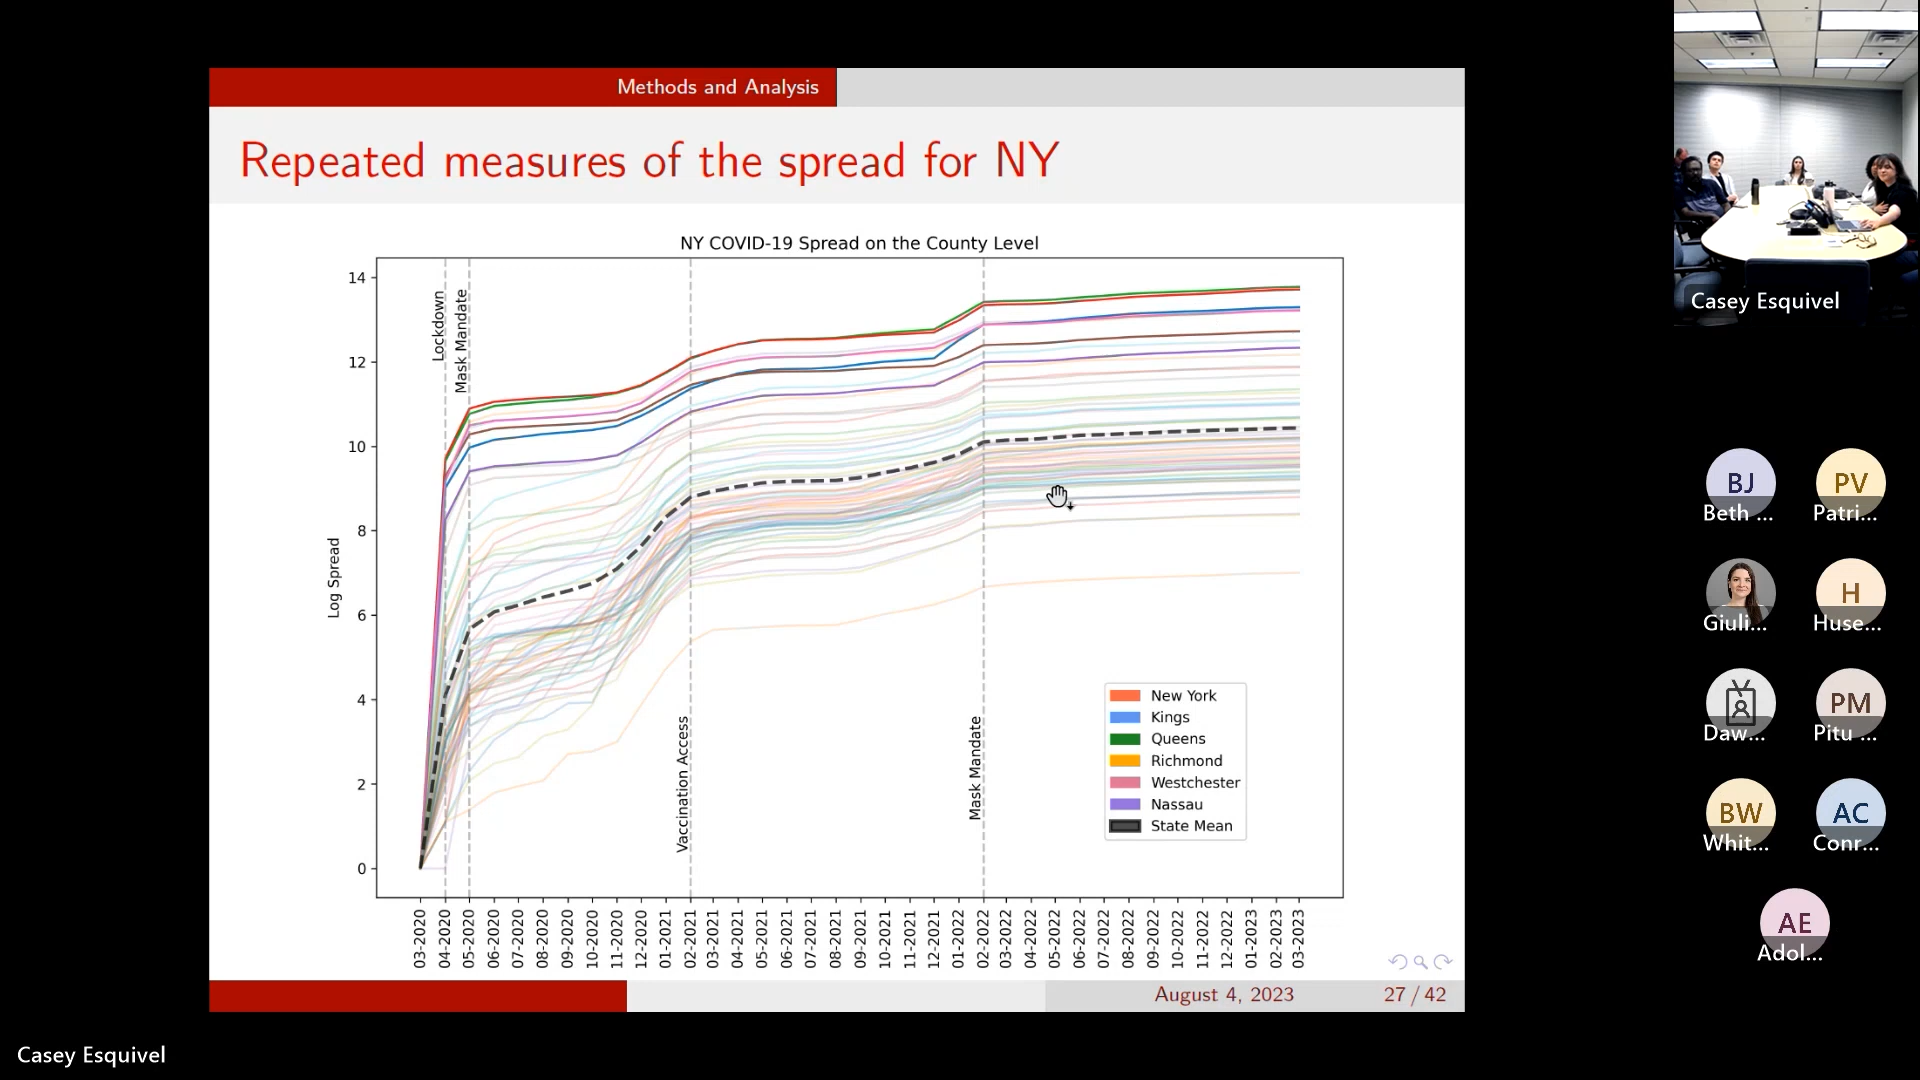 Methods and Analysis
Repeated measures of the spread for NY
NY COVID-19 Spread on the County Level
14
12
10
8
6
4
2
0
Log Spread
Lockdown
Mask Mandate
Vaccination Access
Mask Mandate
New York
Kings
Queens
Richmond
Westchester
Nassau
State Mean
03-2020
04-2020
05-2020
06-2020
07-2020
08-2020
09-2020
10-2020
11-2020
12-2020
01-2021
02-2021
03-2021
04-2021
05-2021
06-2021
07-2021
08-2021
09-2021
10-2021
11-2021
12-2021
01-2022
02-2022
03-2022
04-2022
05-2022
06-2022
07-2022
08-2022
09-2022
10-2022
11-2022
12-2022
01-2023
02-2023
03-2023
August 4, 2023
27 / 42
Casey Esquivel
BJ
Beth ...
PV
Patri...
Giuli...
H
Huse...
Daw...
PM
Pitu ...
BW
Whit...
AC
Conr...
AE
Adol...
Casey Esquivel